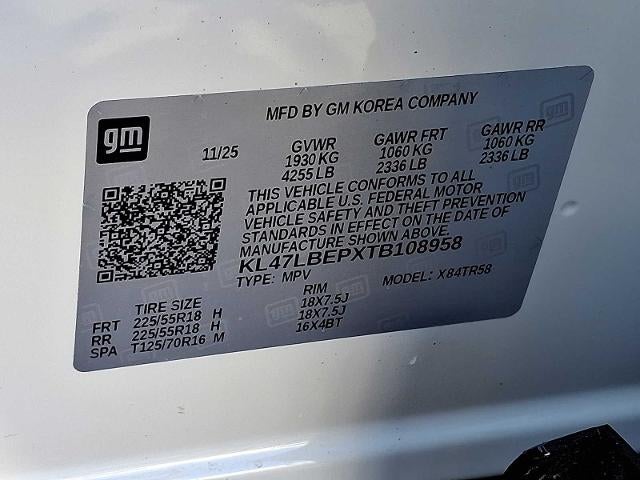 MFD BY GM KOREA COMPANY
gm
11/25
GVWR
1930 KG
4255 LB
GAWR FRT
1060 KG
2336 LB
GAWR RR
1060 KG
2336 LB
THIS VEHICLE CONFORMS TO ALL
APPLICABLE U.S. FEDERAL MOTOR
VEHICLE SAFETY AND THEFT PREVENTION
STANDARDS IN EFFECT ON THE DATE OF
MANUFACTURE SHOWN ABOVE.
KL47LBEPXTB108958
TYPE: MPV MODEL: X84TR58
TIRE SIZE RIM
FRT 225/55R18 H 18X7.5J
RR 225/55R18 H 18X7.5J
SPA T125/70R16 M 16X4BT